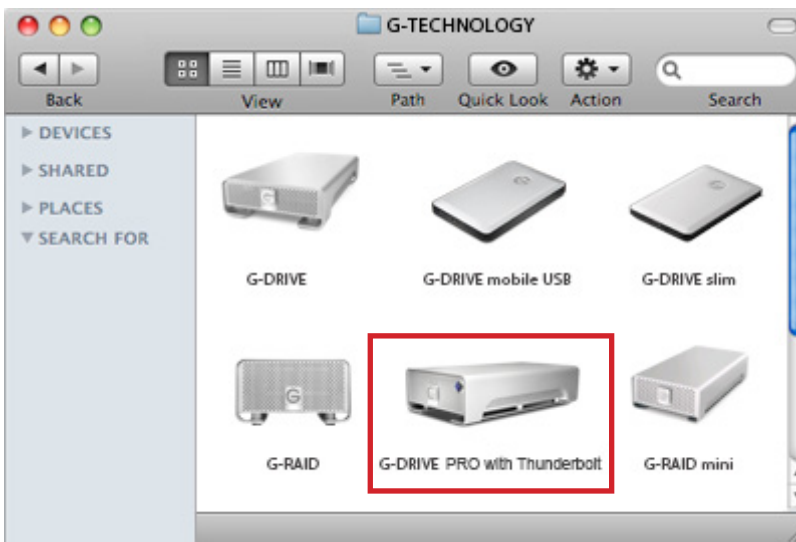 G-TECHNOLOGY
Back View Path Quick Look Action Search
DEVICES
SHARED
PLACES
SEARCH FOR
G-DRIVE G-DRIVE mobile USB G-DRIVE slim
G-RAID G-DRIVE PRO with Thunderbolt G-RAID mini